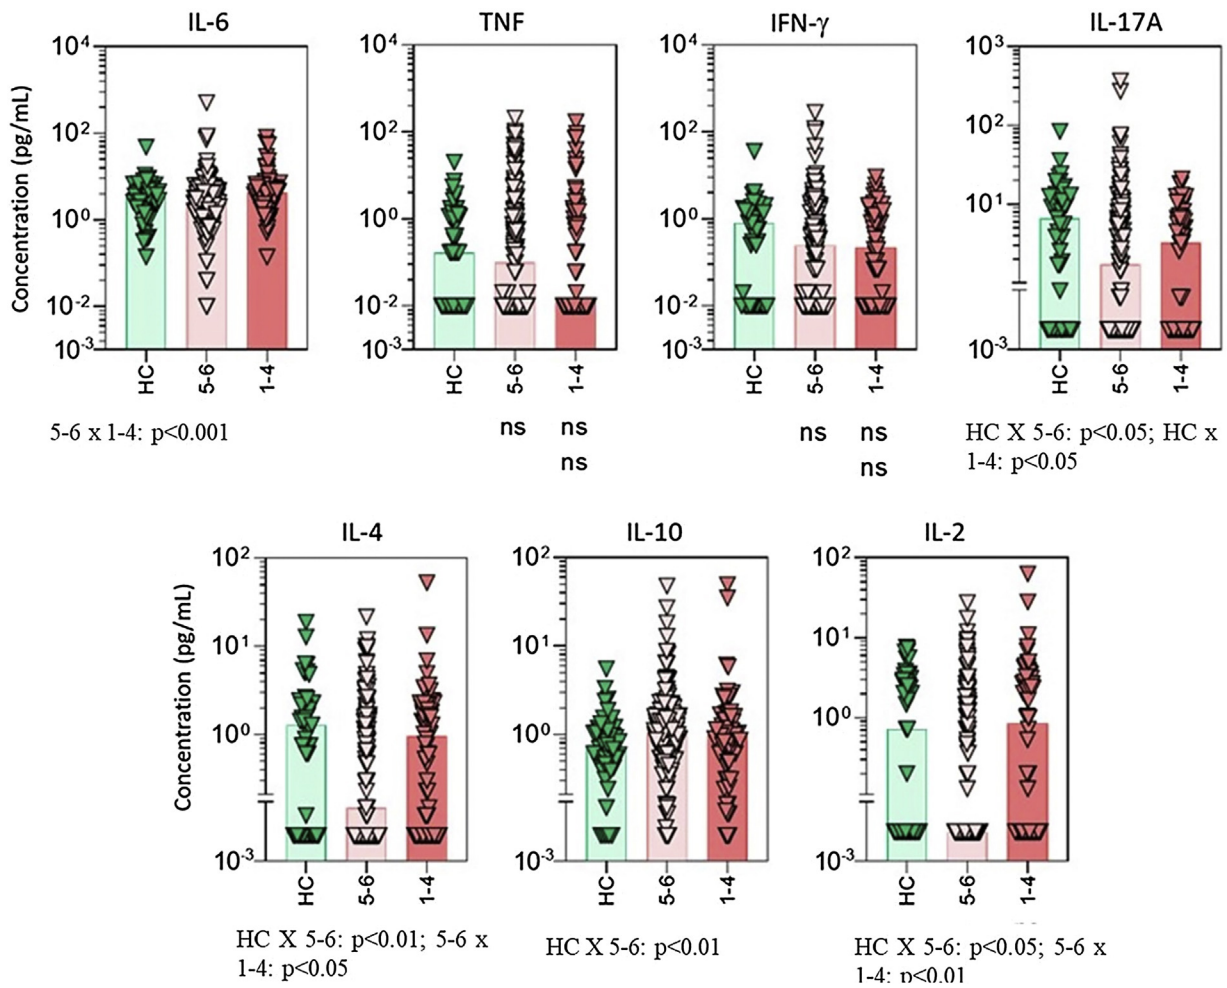 IL-6 TNF IFN-γ IL-17A
Concentration (pg/mL)
10⁴ 10⁴ 10⁴ 10³
10² 10² 10² 10²
10⁰ 10⁰ 10⁰ 10¹
10⁻² 10⁻² 10⁻²
10⁻³ 10⁻³ 10⁻³ 10⁻³
HC 5-6 1-4 HC 5-6 1-4 HC 5-6 1-4 HC 5-6 1-4
5-6 x 1-4: p<0.001
ns ns
ns
ns ns
ns
HC X 5-6: p<0.05; HC x
1-4: p<0.05
IL-4 IL-10 IL-2
Concentration (pg/mL)
10² 10² 10²
10¹ 10¹ 10¹
10⁰ 10⁰ 10⁰
10⁻³ 10⁻³ 10⁻³
HC 5-6 1-4 HC 5-6 1-4 HC 5-6 1-4
HC X 5-6: p<0.01; 5-6 x
1-4: p<0.05
HC X 5-6: p<0.01
HC X 5-6: p<0.05; 5-6 x
1-4: p<0.01